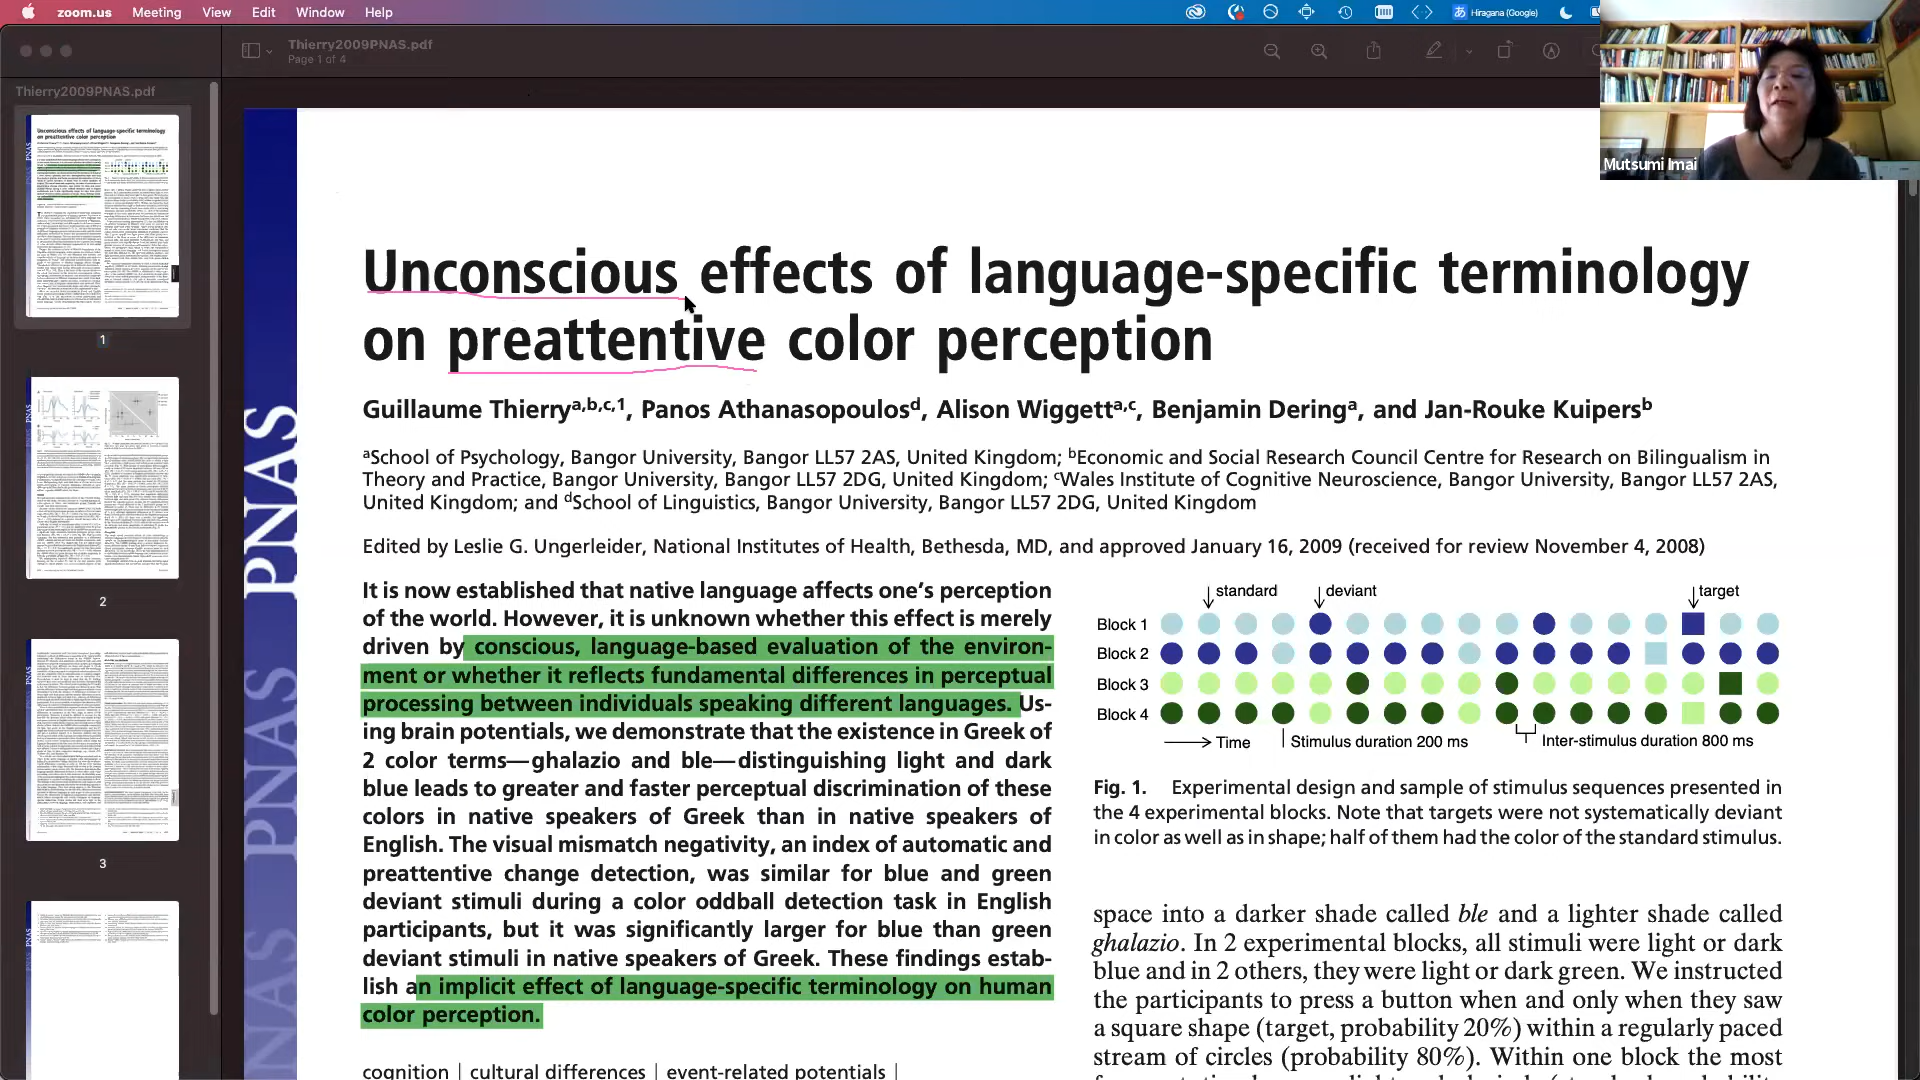 zoom.us Meeting View Edit Window Help
あ Hiragana (Google)
Thierry2009PNAS.pdf
Page 1 of 4
Thierry2009PNAS.pdf
1
2
3
Mutsumi Imai
PNAS PNAS PNAS
Unconscious effects of language-specific terminology
on preattentive color perception
Guillaume Thierrya,b,c,1, Panos Athanasopoulosd, Alison Wiggetta,c, Benjamin Deringa, and Jan-Rouke Kuipersb
aSchool of Psychology, Bangor University, Bangor LL57 2AS, United Kingdom; bEconomic and Social Research Council Centre for Research on Bilingualism in
Theory and Practice, Bangor University, Bangor LL57 2DG, United Kingdom; cWales Institute of Cognitive Neuroscience, Bangor University, Bangor LL57 2AS,
United Kingdom; and dSchool of Linguistics, Bangor University, Bangor LL57 2DG, United Kingdom
Edited by Leslie G. Ungerleider, National Institutes of Health, Bethesda, MD, and approved January 16, 2009 (received for review November 4, 2008)
It is now established that native language affects one's perception
of the world. However, it is unknown whether this effect is merely
driven by conscious, language-based evaluation of the environ-
ment or whether it reflects fundamental differences in perceptual
processing between individuals speaking different languages. Us-
ing brain potentials, we demonstrate that the existence in Greek of
2 color terms—ghalazio and ble—distinguishing light and dark
blue leads to greater and faster perceptual discrimination of these
colors in native speakers of Greek than in native speakers of
English. The visual mismatch negativity, an index of automatic and
preattentive change detection, was similar for blue and green
deviant stimuli during a color oddball detection task in English
participants, but it was significantly larger for blue than green
deviant stimuli in native speakers of Greek. These findings estab-
lish an implicit effect of language-specific terminology on human
color perception.
cognition | cultural differences | event-related potentials |
standard deviant target
Block 1
Block 2
Block 3
Block 4
Time Stimulus duration 200 ms Inter-stimulus duration 800 ms
Fig. 1. Experimental design and sample of stimulus sequences presented in
the 4 experimental blocks. Note that targets were not systematically deviant
in color as well as in shape; half of them had the color of the standard stimulus.
space into a darker shade called ble and a lighter shade called
ghalazio. In 2 experimental blocks, all stimuli were light or dark
blue and in 2 others, they were light or dark green. We instructed
the participants to press a button when and only when they saw
a square shape (target, probability 20%) within a regularly paced
stream of circles (probability 80%). Within one block the most